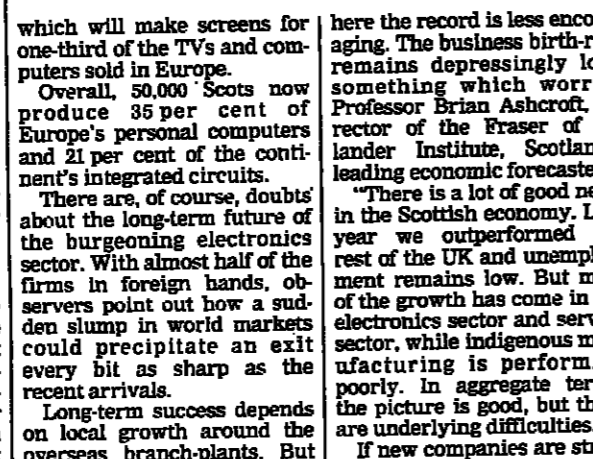 which will make screens for
one-third of the TVs and com-
puters sold in Europe.
Overall, 50,000 Scots now
produce 35 per cent of
Europe's personal computers
and 21 per cent of the conti-
nent's integrated circuits.
There are, of course, doubts
about the long-term future of
the burgeoning electronics
sector. With almost half of the
firms in foreign hands, ob-
servers point out how a sud-
den slump in world markets
could precipitate an exit
every bit as sharp as the
recent arrivals.
Long-term success depends
on local growth around the
overseas branch-plants. But
here the record is less enco
aging. The business birth-r
remains depressingly lo
something which worr
Professor Brian Ashcroft,
rector of the Fraser of
lander Institute, Scotlan
leading economic forecaste
"There is a lot of good ne
in the Scottish economy. L
year we outperformed
rest of the UK and unempl
ment remains low. But m
of the growth has come in
electronics sector and serv
sector, while indigenous m
ufacturing is perform
poorly. In aggregate ter
the picture is good, but th
are underlying difficulties.
If new companies are str